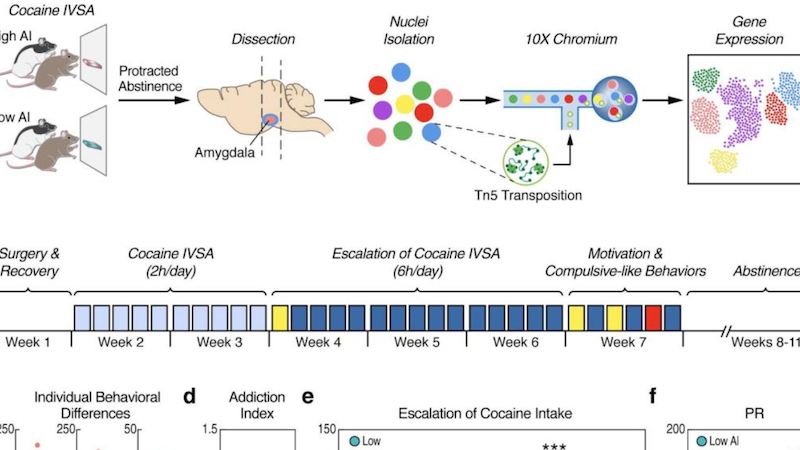 Cocaine IVSA
gh AI
ow AI
Protracted
Abstinence
Dissection
Amygdala
Nuclei
Isolation
10X Chromium
Tn5 Transposition
Gene
Expression
Surgery &
Recovery
Cocaine IVSA
(2h/day)
Escalation of Cocaine IVSA
(6h/day)
Motivation &
Compulsive-like Behaviors
Abstinence
Week 1
Week 2
Week 3
Week 4
Week 5
Week 6
Week 7
Weeks 8-11
Individual Behavioral
Differences
250
250
50
d
Addiction
Index
1.5
e
Escalation of Cocaine Intake
150
Low
***
f
PR
200
Low AI